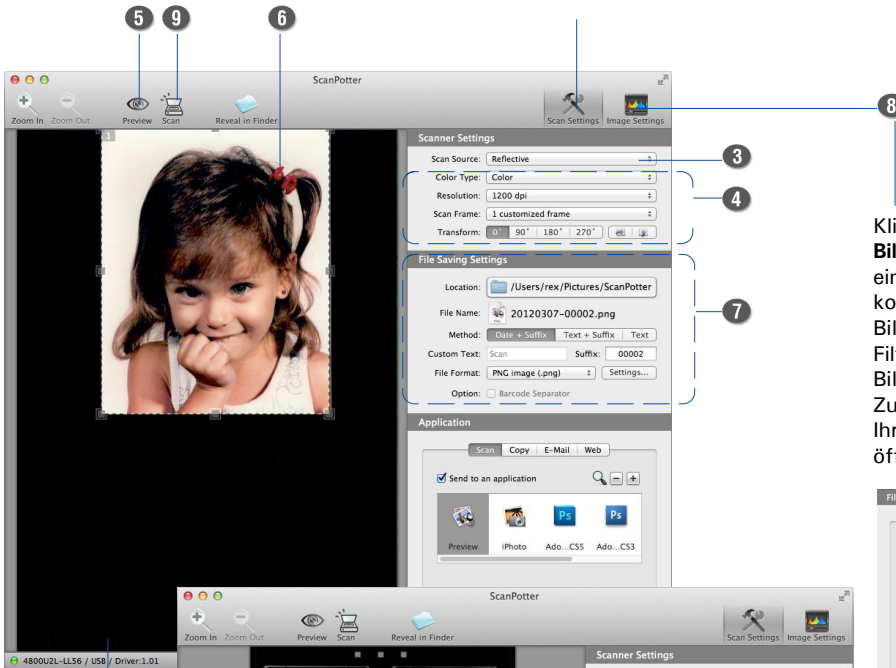 5 9 6
ScanPotter
Zoom In Zoom Out Preview Scan Reveal in Finder Scan Settings Image Settings
8
1
Scanner Settings
Scan Source: Reflective
3
Color Type: Color
Resolution: 1200 dpi
4
Scan Frame: 1 customized frame
Transform: 0° 90° 180° 270°
File Saving Settings
Location: /Users/rex/Pictures/ScanPotter
File Name: 20120307-00002.png
7
Method: Date + Suffix Text + Suffix Text
Custom Text: Scan Suffix: 00002
File Format: PNG image (.png) Settings...
Option: Barcode Separator
Application
Scan Copy E-Mail Web
Send to an application
Ps Ps
Preview iPhoto Ado...CS5 Ado...CS3
4800U2L-LL56 / USB / Driver:1.01
ScanPotter
Zoom In Zoom Out Preview Scan Reveal in Finder Scan Settings Image Settings
Scanner Settings
Kli
Bil
ein
ko
Bil
Fil
Bil
Zu
Ihr
öf
Fil